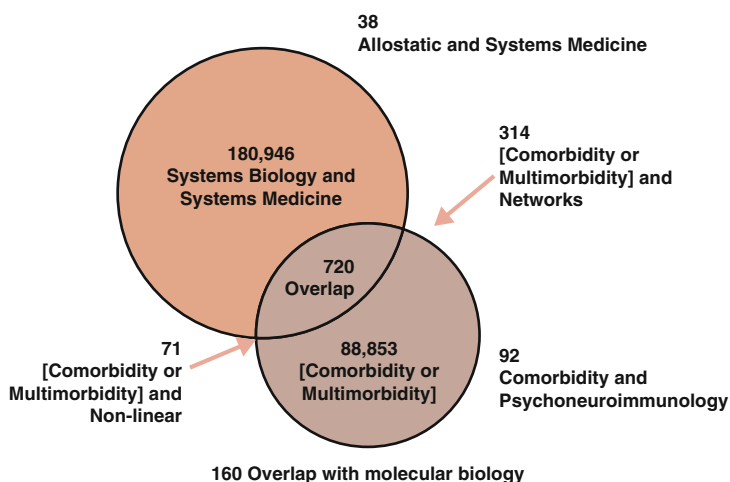 38
Allostatic and Systems Medicine
180,946
Systems Biology and
Systems Medicine
314
[Comorbidity or
Multimorbidity] and
Networks
720
Overlap
71
[Comorbidity or
Multimorbidity] and
Non-linear
88,853
[Comorbidity or
Multimorbidity]
92
Comorbidity and
Psychoneuroimmunology
160 Overlap with molecular biology